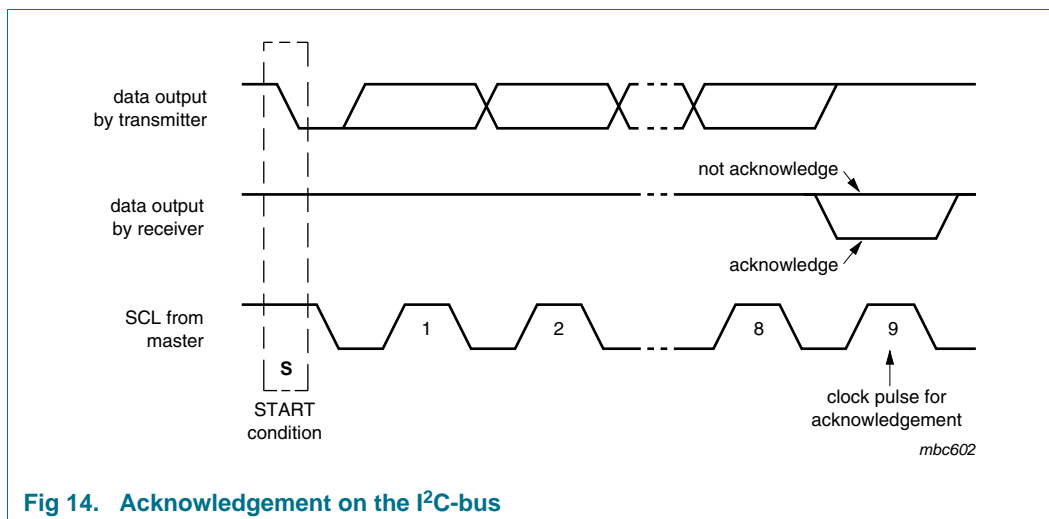 data output
by transmitter
not acknowledge
data output
by receiver
acknowledge
SCL from
master
1
2
8
9
S
START
condition
clock pulse for
acknowledgement
mbc602
Fig 14. Acknowledgement on the I²C-bus